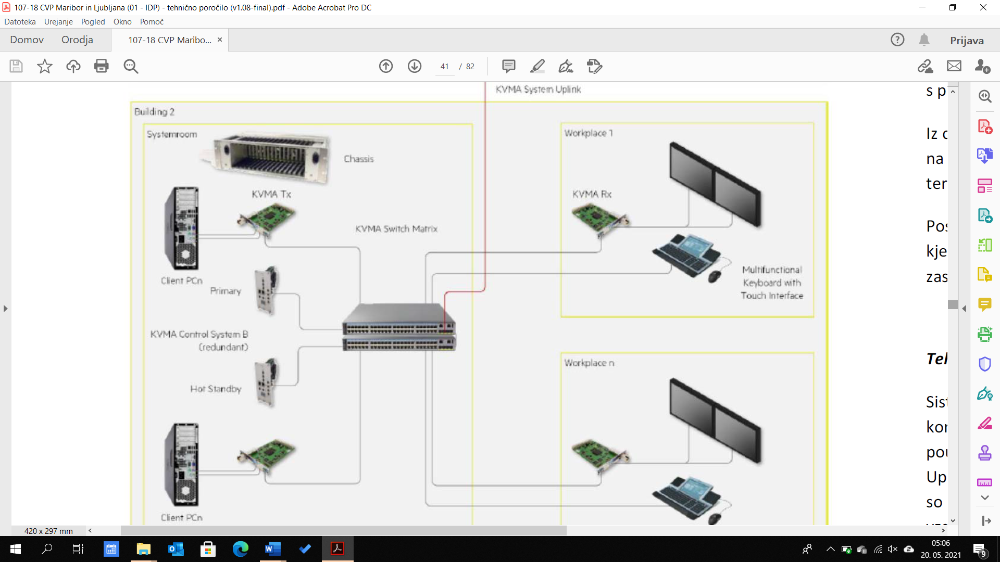 107-18 CVP Maribor in Ljubljana (01 - IDP) - tehnično poročilo (v1.08-final).pdf - Adobe Acrobat Pro DC
Datoteka Urejanje Pogled Okno Pomoč
Domov Orodja 107-18 CVP Maribo... × Prijava
41 / 82
KVMA System Uplink
Building 2
Systemroom
Chassis
KVMA Tx
KVMA Switch Matrix
Client PCn
Primary
KVMA Control System B
(redundant)
Hot Standby
Client PCn
Workplace 1
KVMA Rx
Multifunctional
Keyboard with
Touch Interface
Workplace n
s p
Iz
na
ter
Pos
kje
zas
Sist
kor
pou
Up
so
420 x 297 mm
05:06
20. 05. 2021
9